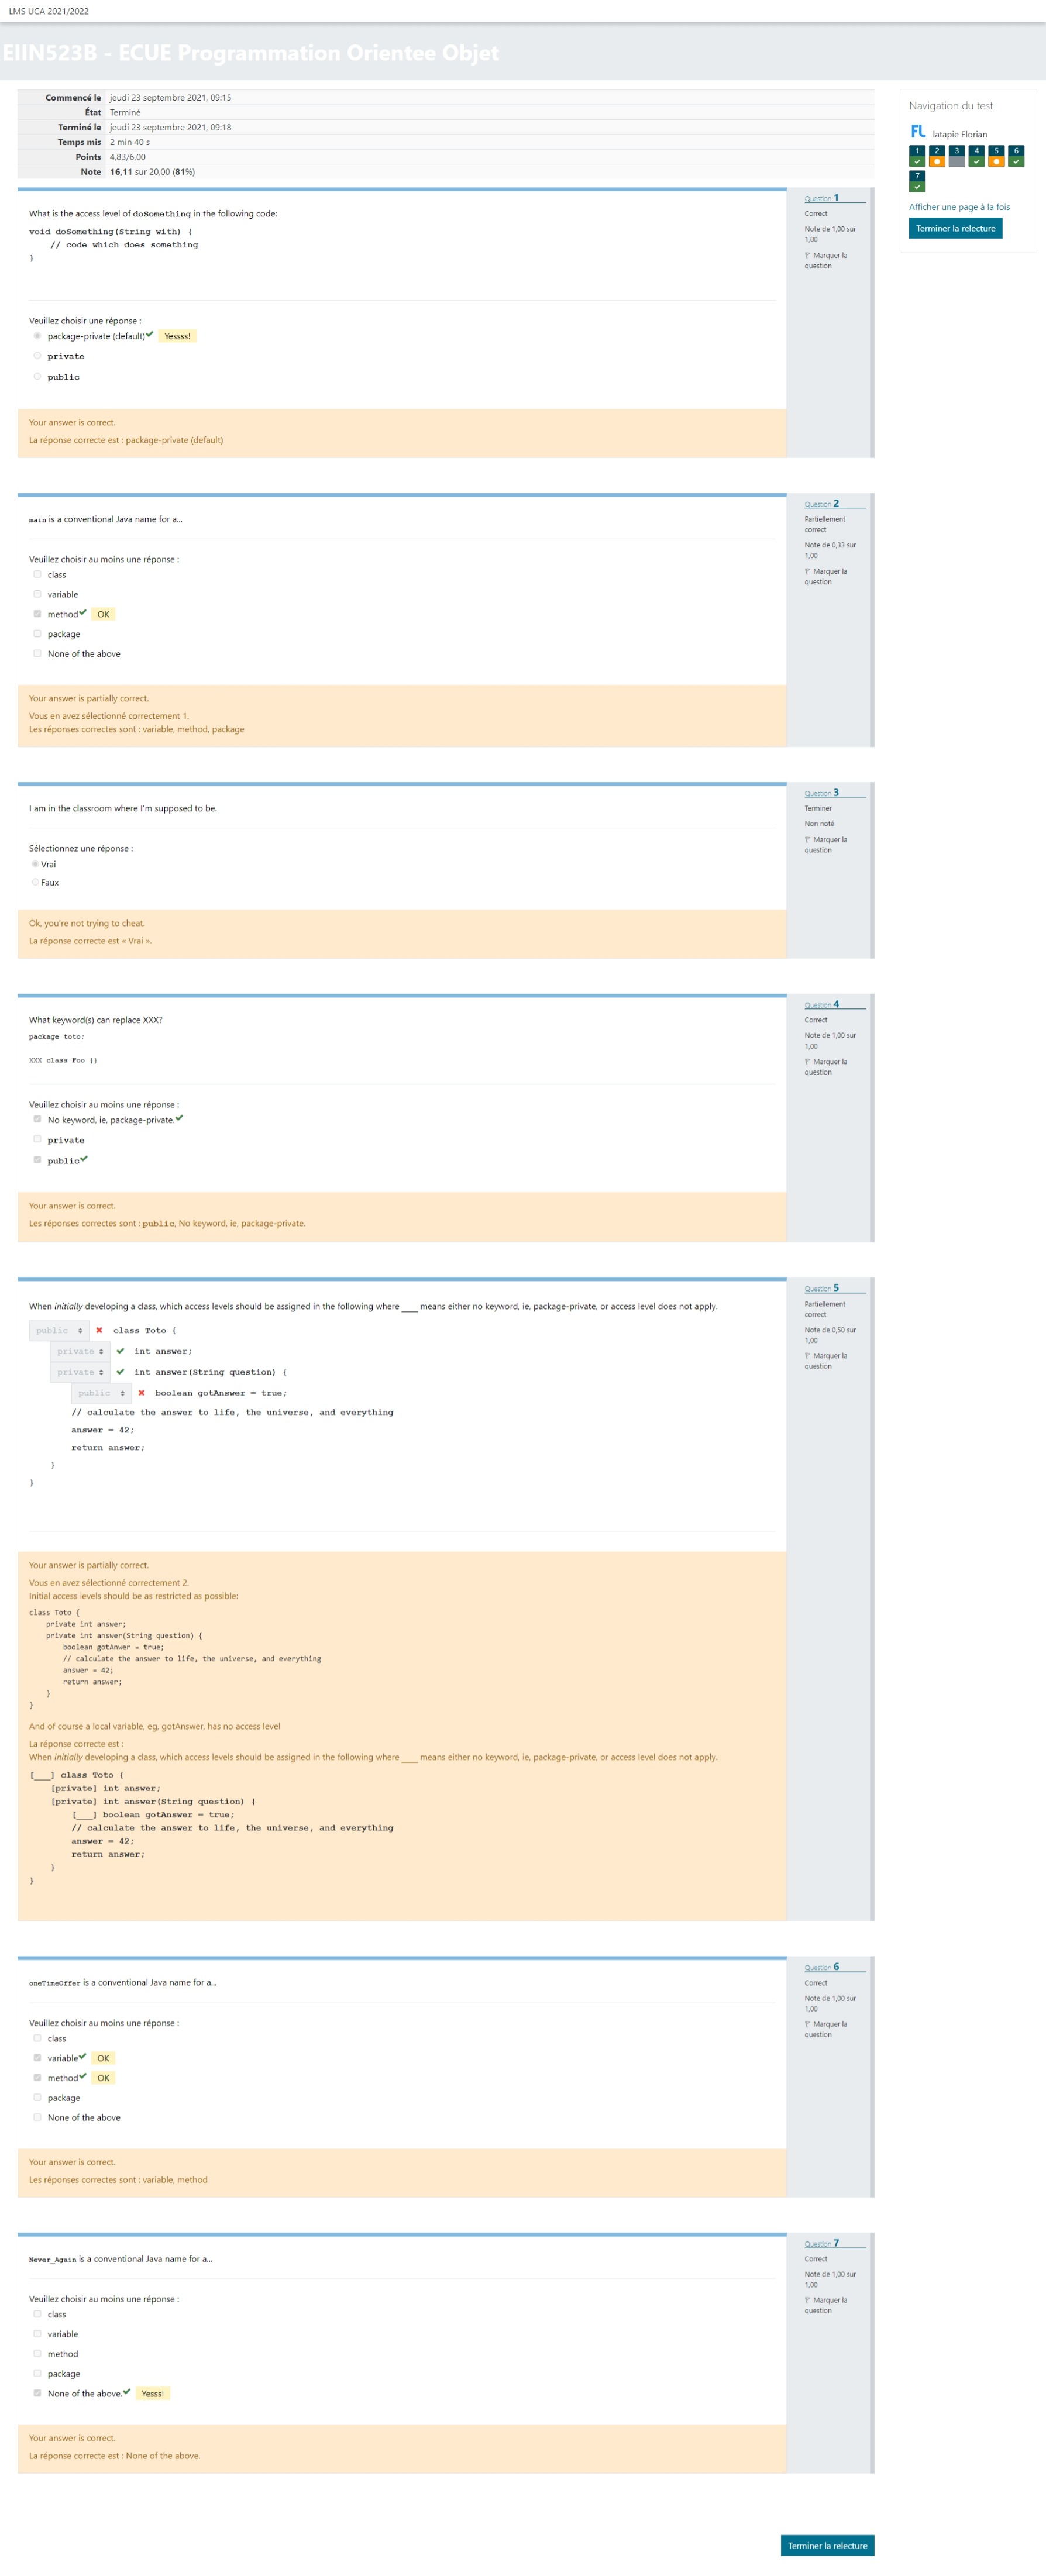 LMS UCA 2021/2022
EIIN523B - ECUE Programmation Orientee Objet
Commencé le jeudi 23 septembre 2021, 09:15
État Terminé
Terminé le jeudi 23 septembre 2021, 09:18
Temps mis 2 min 40 s
Points 4,83/6,00
Note 16,11 sur 20,00 (81%)
Navigation du test
FL latapie Florian
1 2 3 4 5 6
7
Afficher une page à la fois
Terminer la relecture
Question 1
Correct
Note de 1,00 sur
1,00
Marquer la
question
What is the access level of doSomething in the following code:
void doSomething(String with) {
// code which does something
}
Veuillez choisir une réponse :
package-private (default) Yessss!
private
public
Your answer is correct.
La réponse correcte est : package-private (default)
Question 2
Partiellement
correct
Note de 0,33 sur
1,00
Marquer la
question
main is a conventional Java name for a...
Veuillez choisir au moins une réponse :
class
variable
method OK
package
None of the above
Your answer is partially correct.
Vous en avez sélectionné correctement 1.
Les réponses correctes sont : variable, method, package
Question 3
Terminer
Non noté
Marquer la
question
I am in the classroom where I'm supposed to be.
Sélectionnez une réponse :
Vrai
Faux
Ok, you're not trying to cheat.
La réponse correcte est « Vrai ».
Question 4
Correct
Note de 1,00 sur
1,00
Marquer la
question
What keyword(s) can replace XXX?
package toto;
XXX class Foo {}
Veuillez choisir au moins une réponse :
No keyword, ie, package-private.
private
public
Your answer is correct.
Les réponses correctes sont : public, No keyword, ie, package-private.
Question 5
Partiellement
correct
Note de 0,50 sur
1,00
Marquer la
question
When initially developing a class, which access levels should be assigned in the following where ____ means either no keyword, ie, package-private, or access level does not apply.
public class Toto {
private int answer;
private int answer(String question) {
public boolean gotAnswer = true;
// calculate the answer to life, the universe, and everything
answer = 42;
return answer;
}
}
Your answer is partially correct.
Vous en avez sélectionné correctement 2.
Initial access levels should be as restricted as possible:
class Toto {
private int answer;
private int answer(String question) {
boolean gotAnwer = true;
// calculate the answer to life, the universe, and everything
answer = 42;
return answer;
}
}
And of course a local variable, eg, gotAnswer, has no access level
La réponse correcte est :
When initially developing a class, which access levels should be assigned in the following where ____ means either no keyword, ie, package-private, or access level does not apply.
[___] class Toto {
[private] int answer;
[private] int answer(String question) {
[___] boolean gotAnswer = true;
// calculate the answer to life, the universe, and everything
answer = 42;
return answer;
}
}
Question 6
Correct
Note de 1,00 sur
1,00
Marquer la
question
oneTimeOffer is a conventional Java name for a...
Veuillez choisir au moins une réponse :
class
variable OK
method OK
package
None of the above
Your answer is correct.
Les réponses correctes sont : variable, method
Question 7
Correct
Note de 1,00 sur
1,00
Marquer la
question
Never_Again is a conventional Java name for a...
Veuillez choisir au moins une réponse :
class
variable
method
package
None of the above. Yesss!
Your answer is correct.
La réponse correcte est : None of the above.
Terminer la relecture